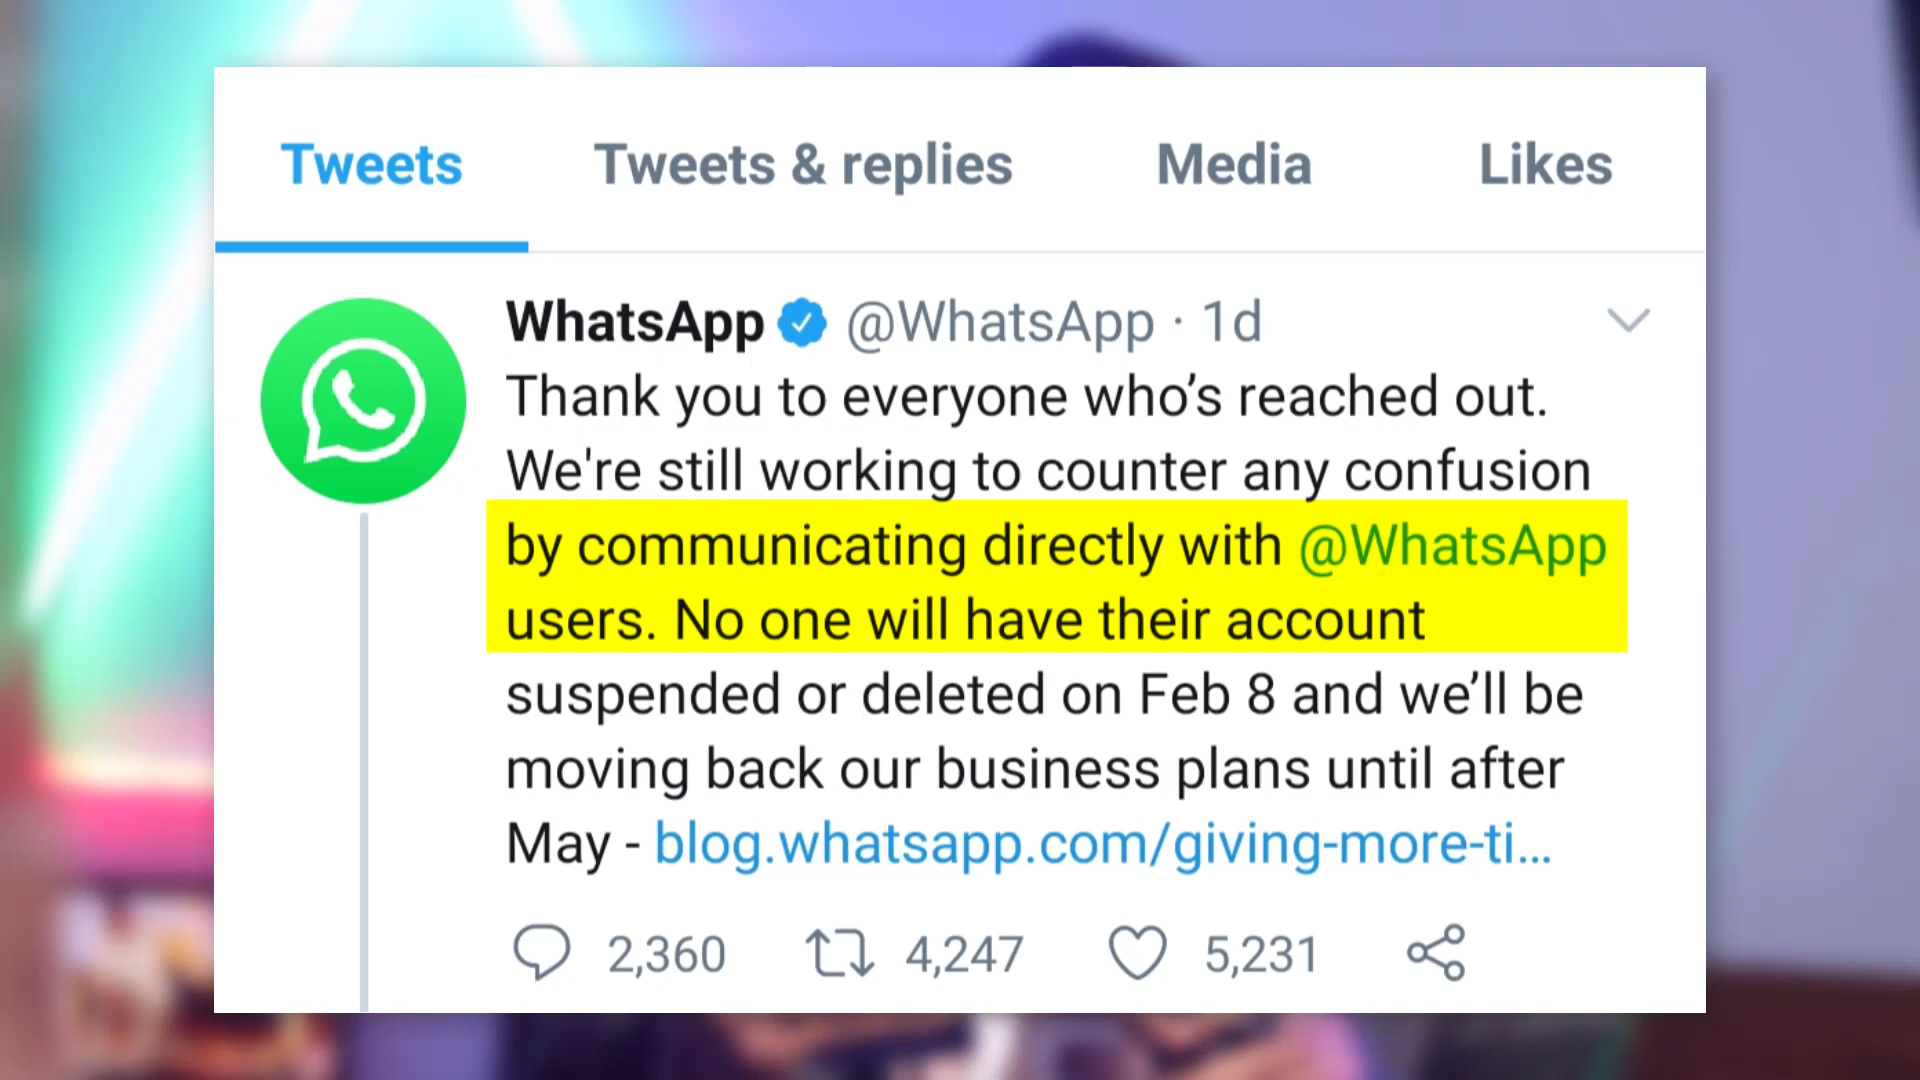 Tweets Tweets & replies Media Likes
WhatsApp @WhatsApp · 1d
Thank you to everyone who’s reached out.
We're still working to counter any confusion
by communicating directly with @WhatsApp
users. No one will have their account
suspended or deleted on Feb 8 and we’ll be
moving back our business plans until after
May - blog.whatsapp.com/giving-more-ti...
2,360 4,247 5,231